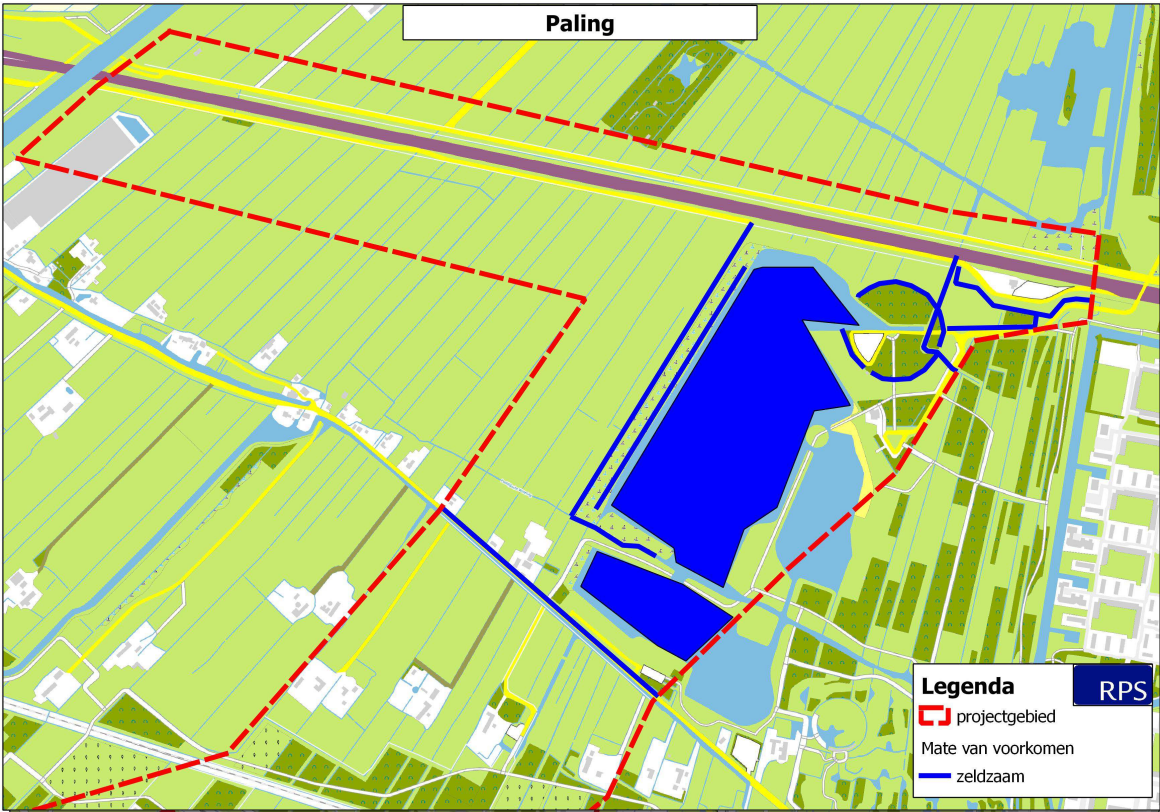 Paling
Legenda
RPS
projectgebied
Mate van voorkomen
zeldzaam